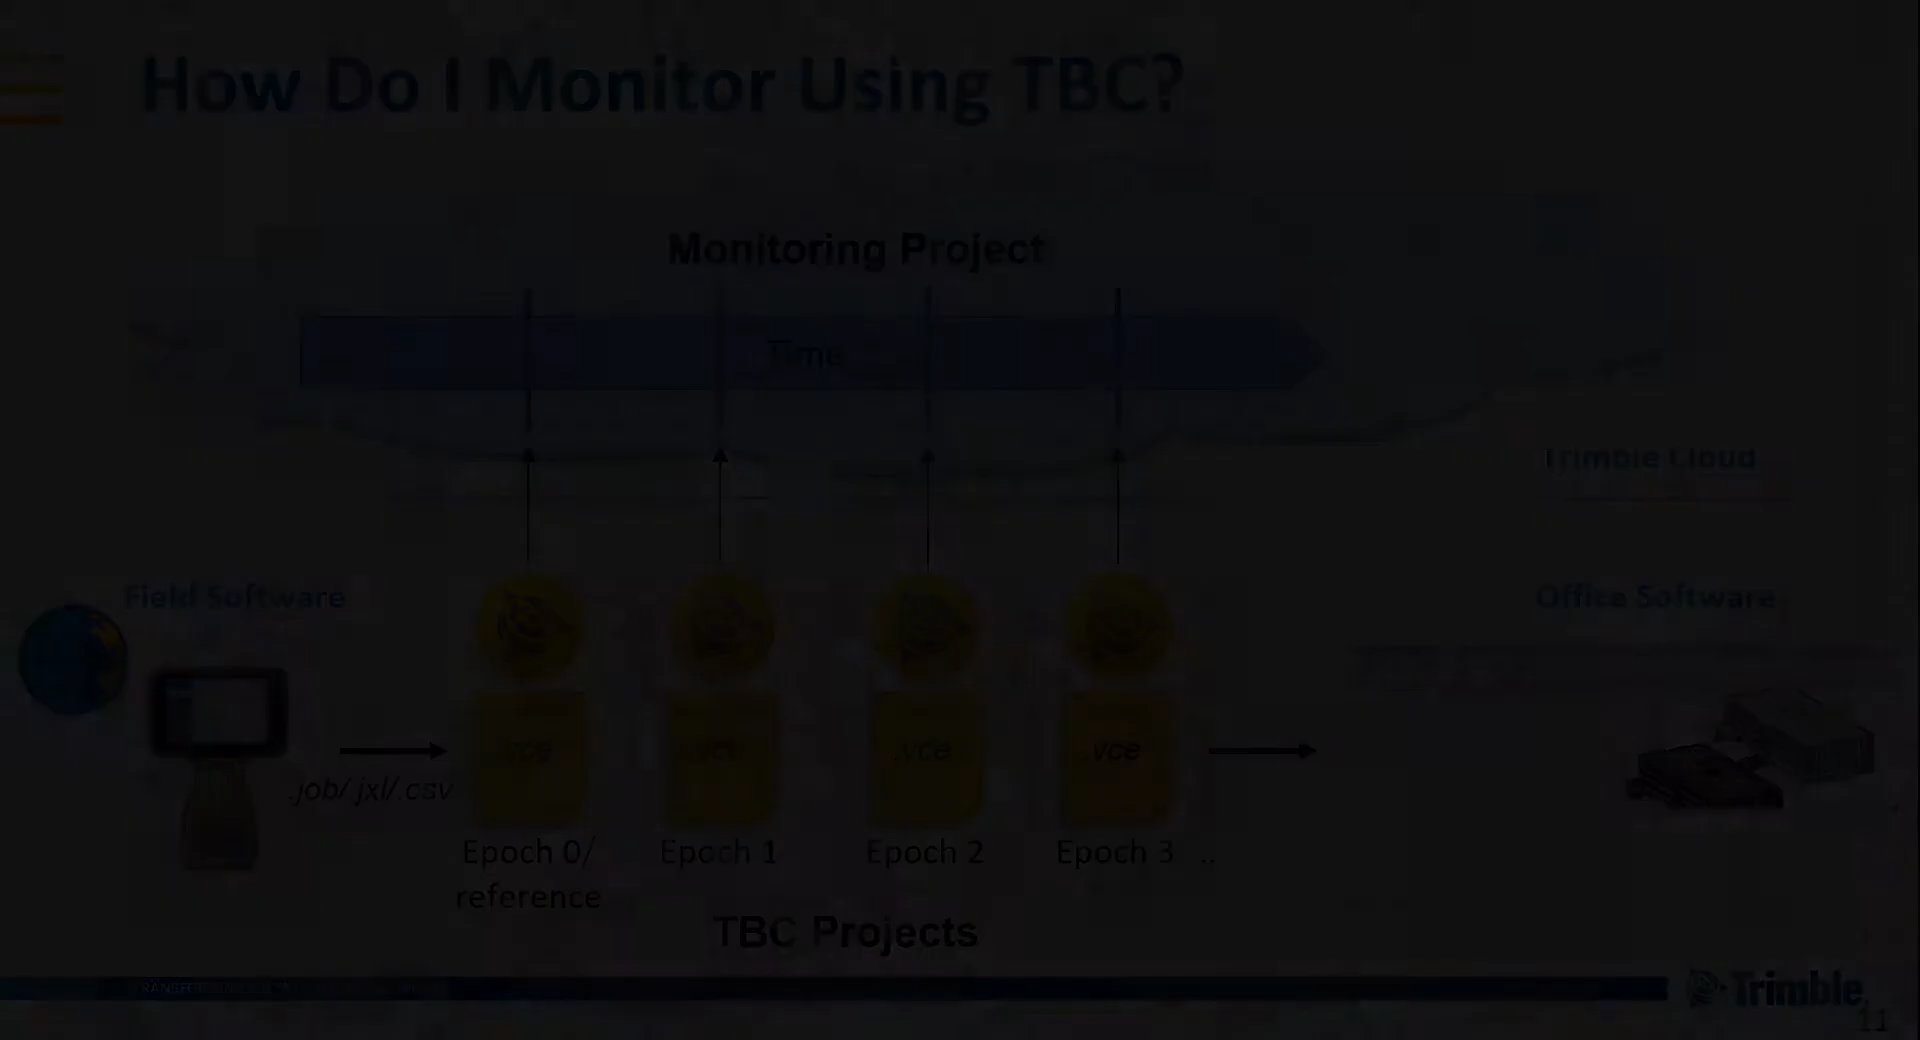 How Do I Monitor Using TBC?
Monitoring Project
Time
Trimble Cloud
Field Software
Office Software
.vce
.vce
.vce
.vce
.job/.jxl/.csv
Epoch 0/
reference
Epoch 1
Epoch 2
Epoch 3 ..
TBC Projects
Trimble
11